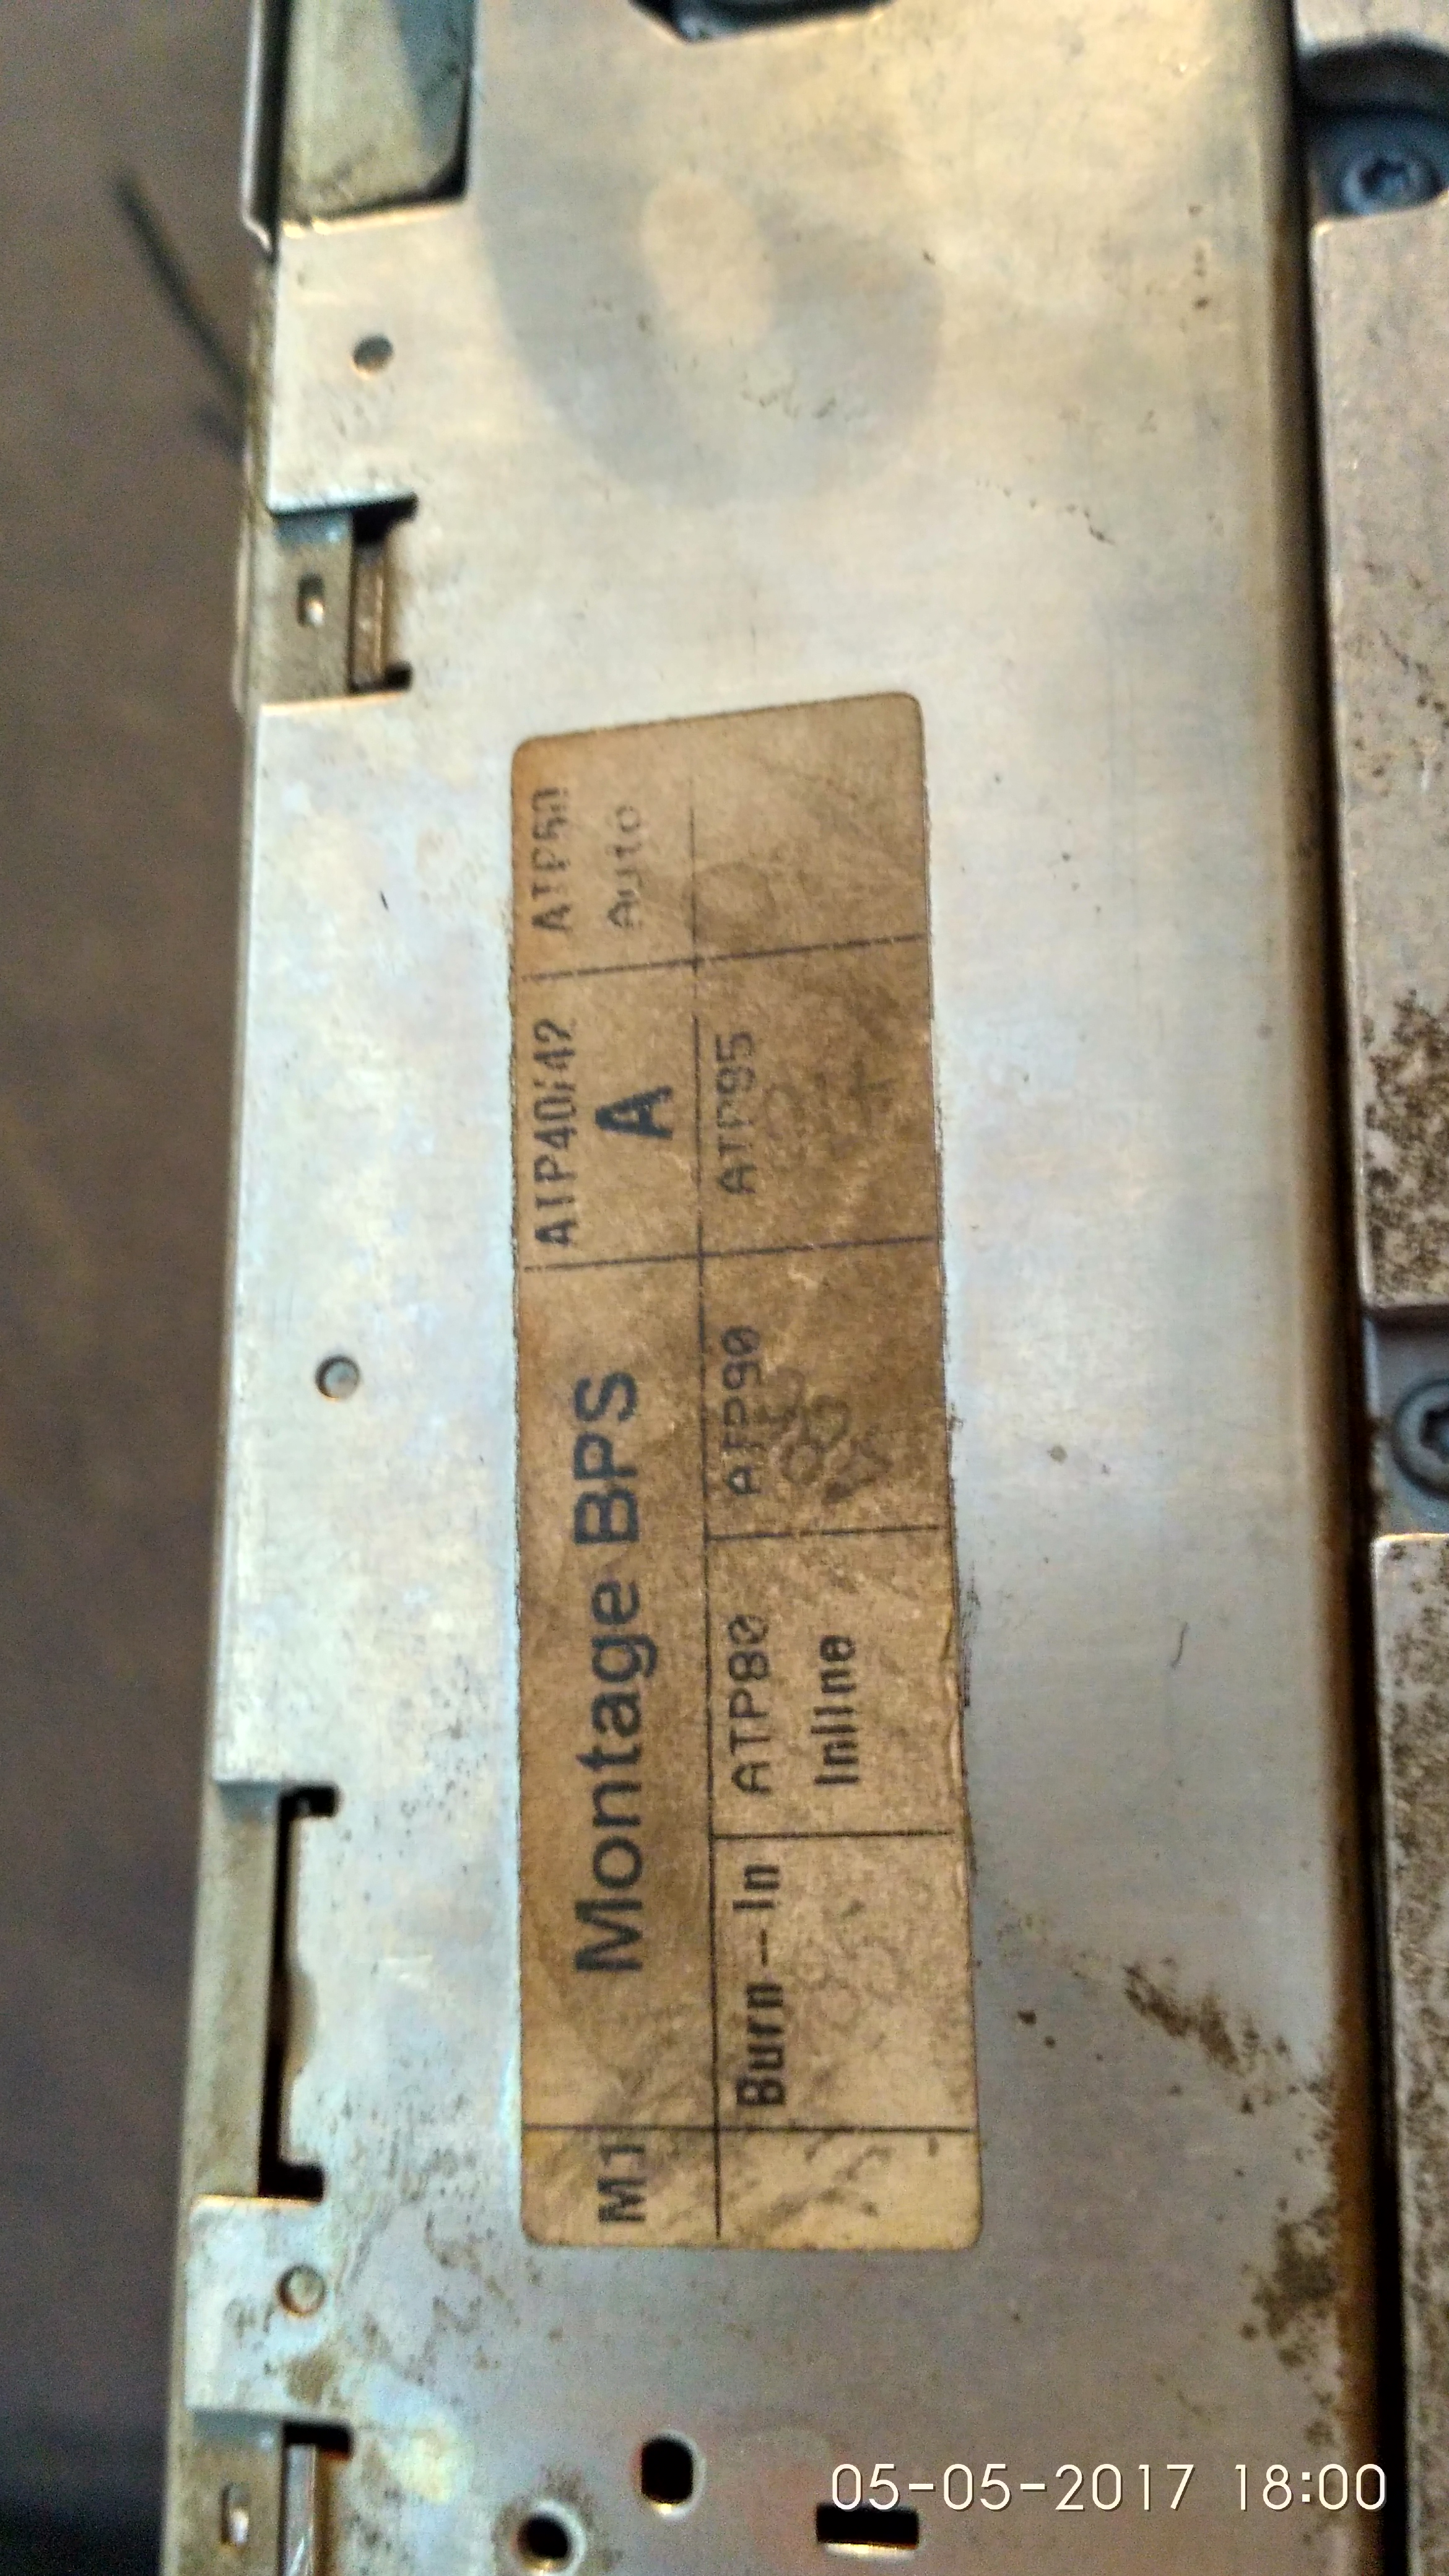 M1 Montage BPS ATP40/42 ATP50
A Auto
Burn-In ATP80 ATP90 ATP95
Inline
05-05-2017 18:00